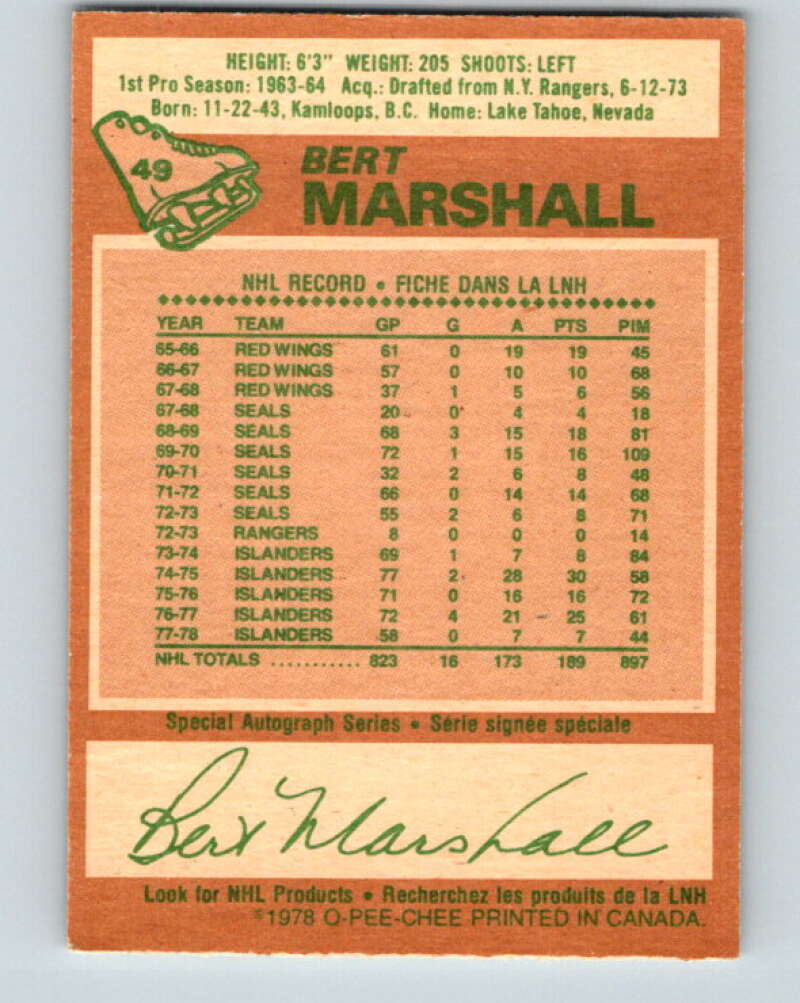 HEIGHT: 6'3" WEIGHT: 205 SHOOTS: LEFT
1st Pro Season: 1963-64 Acq.: Drafted from N.Y. Rangers, 6-12-73
Born: 11-22-43, Kamloops, B.C. Home: Lake Tahoe, Nevada
49
BERT
MARSHALL
NHL RECORD • FICHE DANS LA LNH
YEAR TEAM GP G A PTS PIM
65-66 RED WINGS 61 0 19 19 45
66-67 RED WINGS 57 0 10 10 68
67-68 RED WINGS 37 1 5 6 56
67-68 SEALS 20 0 4 4 18
68-69 SEALS 68 3 15 18 81
69-70 SEALS 72 1 15 16 109
70-71 SEALS 32 2 6 8 48
71-72 SEALS 66 0 14 14 68
72-73 SEALS 55 2 6 8 71
72-73 RANGERS 8 0 0 0 14
73-74 ISLANDERS 69 1 7 8 84
74-75 ISLANDERS 77 2 28 30 58
75-76 ISLANDERS 71 0 16 16 72
76-77 ISLANDERS 72 4 21 25 61
77-78 ISLANDERS 58 0 7 7 44
NHL TOTALS ........... 823 16 173 189 897
Special Autograph Series • Série signée spéciale
Bert Marshall
Look for NHL Products • Recherchez les produits de la LNH
©1978 O-PEE-CHEE PRINTED IN CANADA.